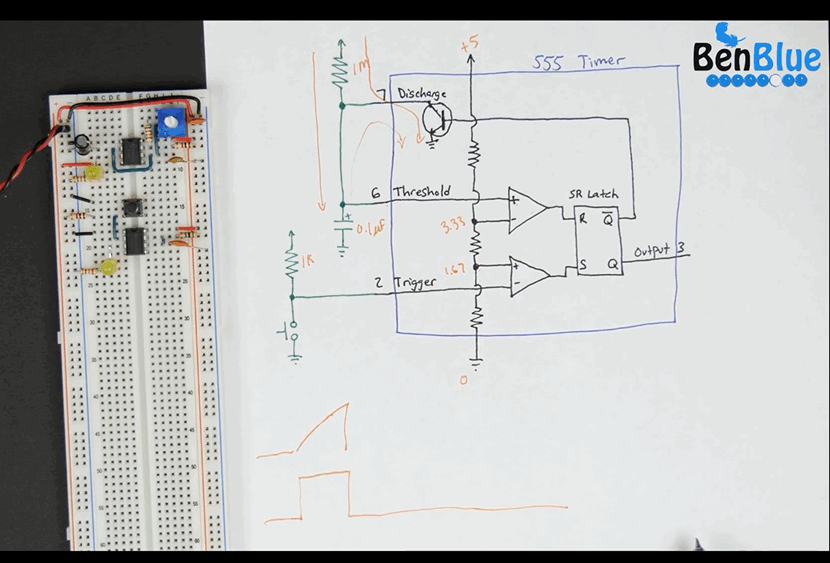 BenBlue
555 Timer
+5
1M
7 Discharge
6 Threshold
SR Latch
+
0.1µF
3.33
+
-
R Q̅
1K
1.67
+
-
S Q
Output 3
2 Trigger
0
A B C D E F G H I J